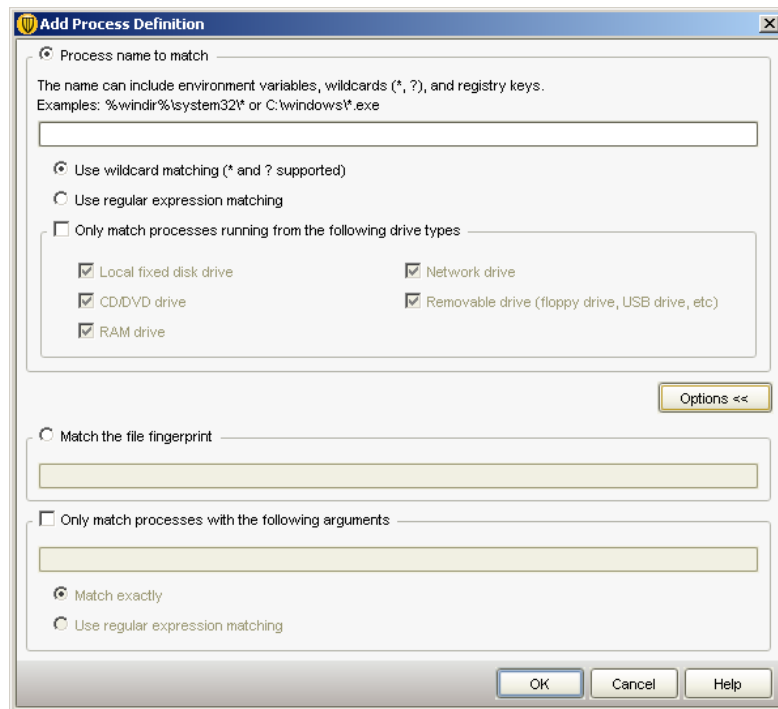 Add Process Definition
Process name to match
The name can include environment variables, wildcards (*, ?), and registry keys.
Examples: %windir%\system32\* or C:\windows\*.exe
Use wildcard matching (* and ? supported)
Use regular expression matching
Only match processes running from the following drive types
Local fixed disk drive
Network drive
CD/DVD drive
Removable drive (floppy drive, USB drive, etc)
RAM drive
Options <<
Match the file fingerprint
Only match processes with the following arguments
Match exactly
Use regular expression matching
OK Cancel Help